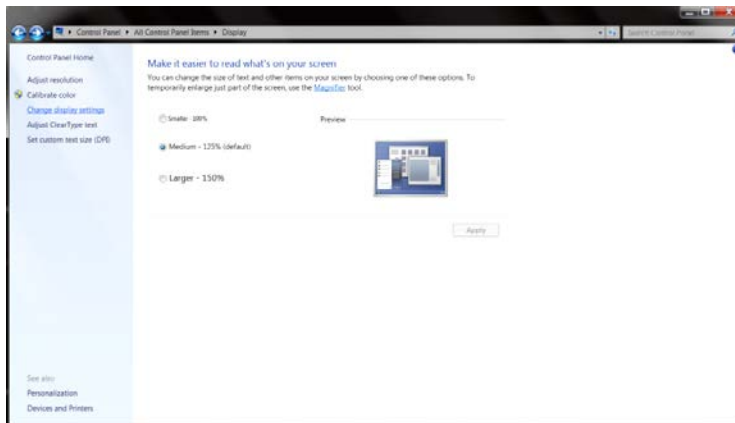 Control Panel ▸ All Control Panel Items ▸ Display
Search Control Panel
Control Panel Home
Adjust resolution
Calibrate color
Change display settings
Adjust ClearType text
Set custom text size (DPI)
Make it easier to read what's on your screen
You can change the size of text and other items on your screen by choosing one of these options. To
temporarily enlarge just part of the screen, use the Magnifier tool.
Smaller - 100%
Preview
Medium - 125% (default)
Larger - 150%
Apply
See also
Personalization
Devices and Printers